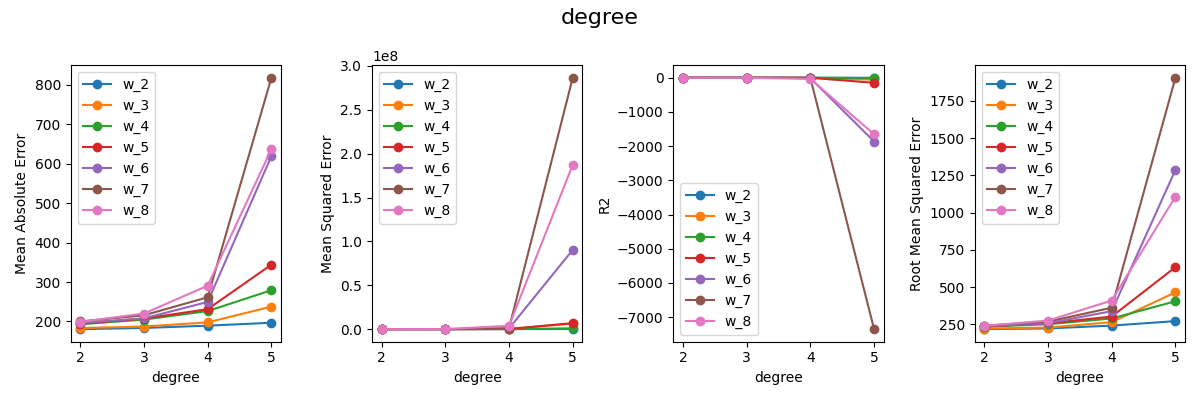 degree
Mean Absolute Error
800
700
600
500
400
300
200
2 3 4 5
degree
w_2
w_3
w_4
w_5
w_6
w_7
w_8
Mean Squared Error
1e8
3.0
2.5
2.0
1.5
1.0
0.5
0.0
2 3 4 5
degree
w_2
w_3
w_4
w_5
w_6
w_7
w_8
R2
0
−1000
−2000
−3000
−4000
−5000
−6000
−7000
2 3 4 5
degree
w_2
w_3
w_4
w_5
w_6
w_7
w_8
Root Mean Squared Error
1750
1500
1250
1000
750
500
250
2 3 4 5
degree
w_2
w_3
w_4
w_5
w_6
w_7
w_8